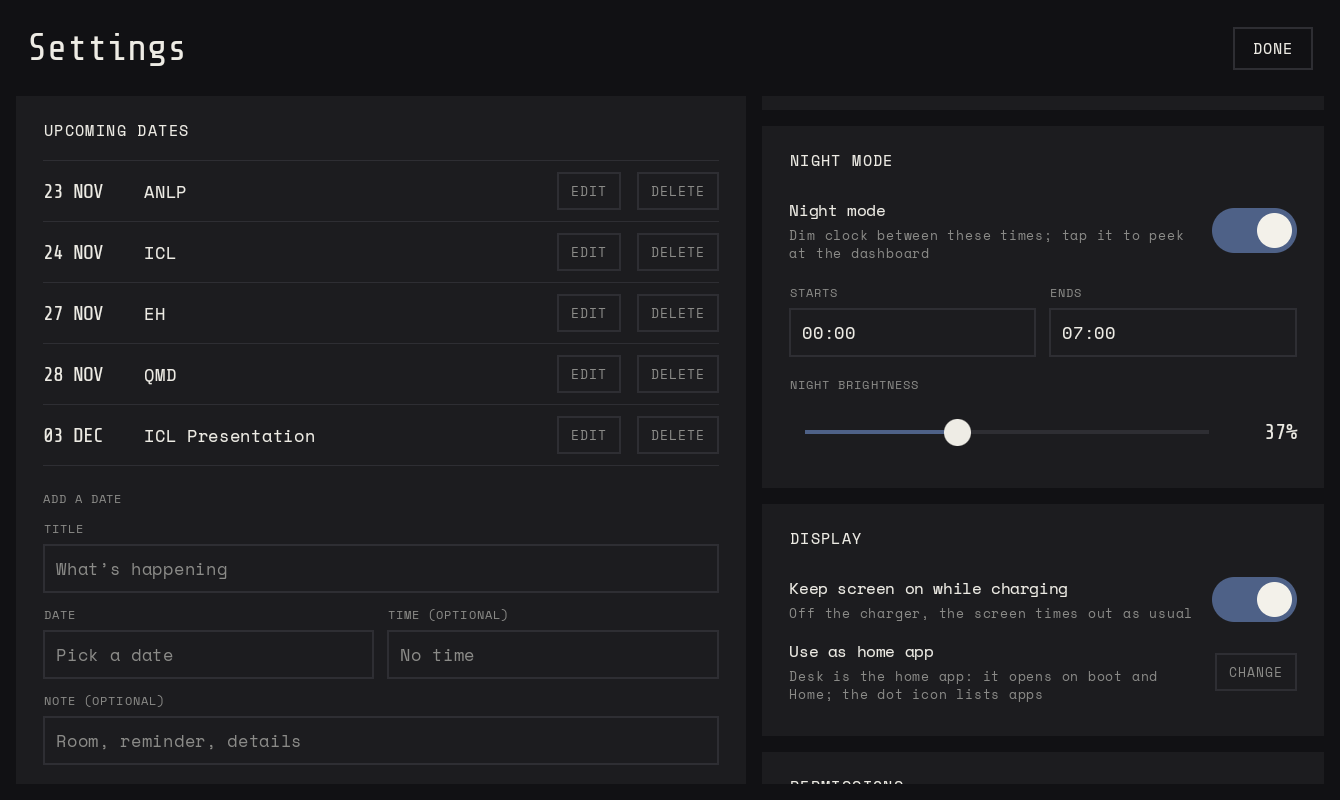 Settings
DONE
UPCOMING DATES
23 NOV ANLP EDIT DELETE
24 NOV ICL EDIT DELETE
27 NOV EH EDIT DELETE
28 NOV QMD EDIT DELETE
03 DEC ICL Presentation EDIT DELETE
ADD A DATE
TITLE
What's happening
DATE TIME (OPTIONAL)
Pick a date No time
NOTE (OPTIONAL)
Room, reminder, details
NIGHT MODE
Night mode
Dim clock between these times; tap it to peek
at the dashboard
STARTS ENDS
00:00 07:00
NIGHT BRIGHTNESS
37%
DISPLAY
Keep screen on while charging
Off the charger, the screen times out as usual
Use as home app
Desk is the home app: it opens on boot and
Home; the dot icon lists apps
CHANGE
PERMISSIONS